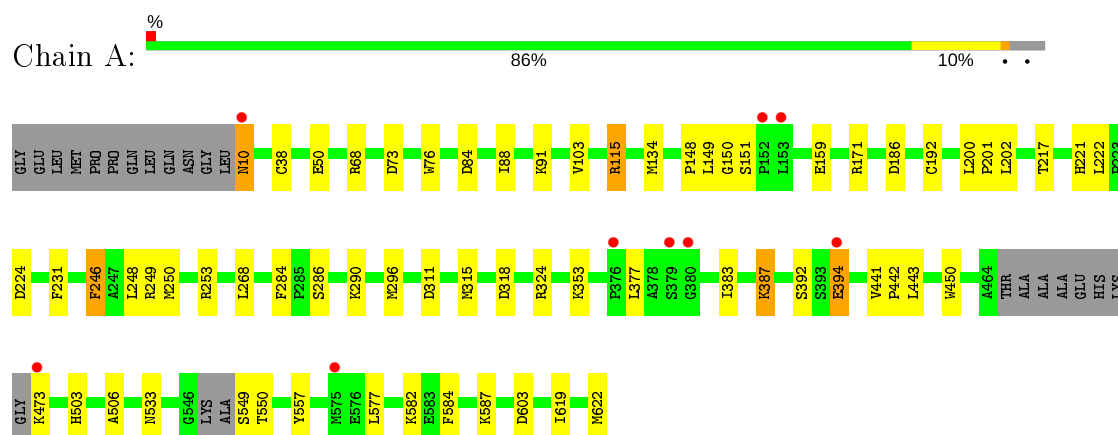 %
Chain A:
86% 10% • •
GLY GLU LEU MET PRO PRO GLN LEU GLN ASN GLY LEU N10 C38 E50 R68 D73 W76 D84 I88 K91 V103 R115 M134 P148 L149 G150 S151 P152 L153 E159 R171 D186 C192 L200 P201 L202 T217 H221 L222 P223
D224 F231 F246 A247 L248 R249 M250 R253 L268 F284 P285 S286 K290 M296 D311 M315 D318 R324 K353 P376 L377 A378 S379 G380 I383 K387 S392 S393 E394 V441 P442 L443 W450 A464 THR ALA ALA ALA GLU HIS LYS
GLY K473 H503 A506 N533 G546 LYS ALA S549 T550 Y557 M575 E576 L577 K582 E583 F584 K587 D603 I619 M622